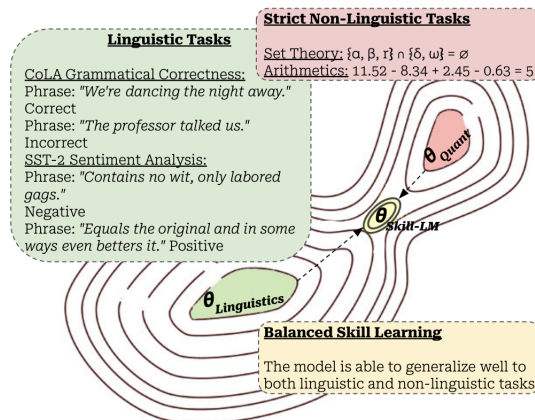 Linguistic Tasks
CoLA Grammatical Correctness:
Phrase: "We're dancing the night away."
Correct
Phrase: "The professor talked us."
Incorrect
SST-2 Sentiment Analysis:
Phrase: "Contains no wit, only labored
gags."
Negative
Phrase: "Equals the original and in some
ways even betters it." Positive
Strict Non-Linguistic Tasks
Set Theory: {α, β, r} ∩ {δ, ω} = ∅
Arithmetics: 11.52 - 8.34 + 2.45 - 0.63 = 5
θ Quant
θ Skill-LM
θ Linguistics
Balanced Skill Learning
The model is able to generalize well to
both linguistic and non-linguistic tasks